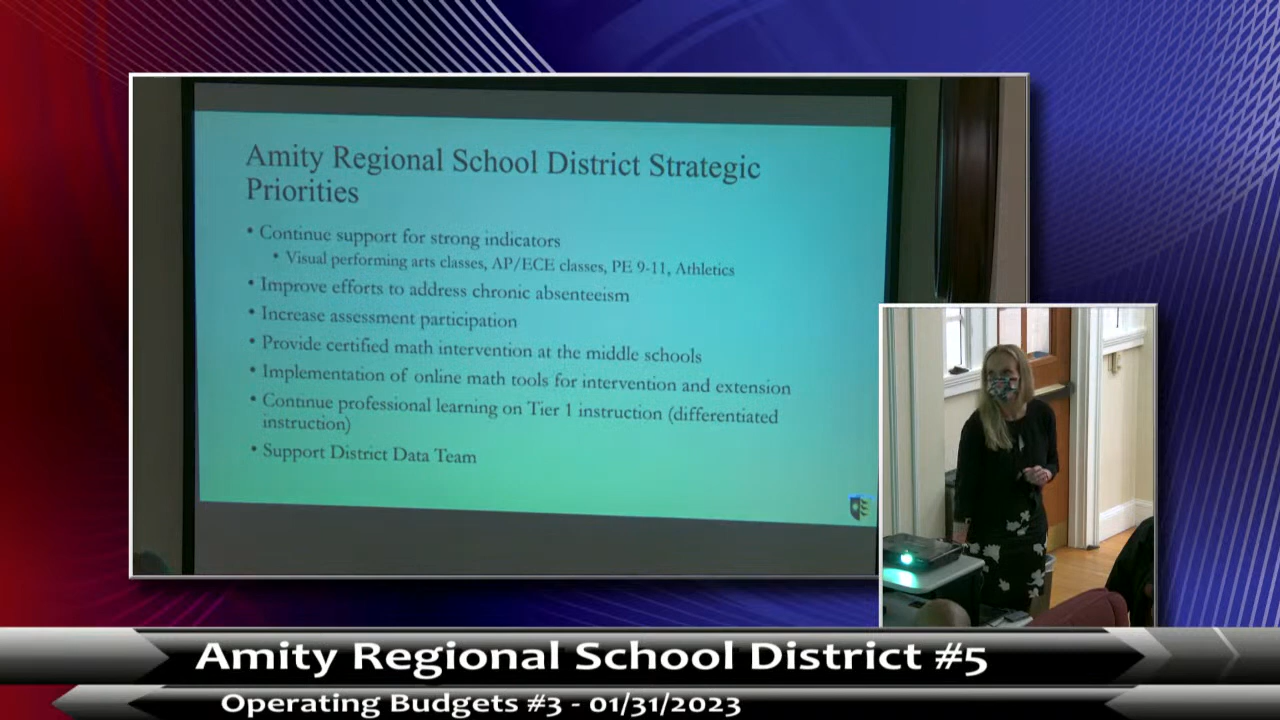 Amity Regional School District Strategic
Priorities
• Continue support for strong indicators
• Visual performing arts classes, AP/ECE classes, PE 9-11, Athletics
• Improve efforts to address chronic absenteeism
• Increase assessment participation
• Provide certified math intervention at the middle schools
• Implementation of online math tools for intervention and extension
• Continue professional learning on Tier 1 instruction (differentiated
instruction)
• Support District Data Team
Amity Regional School District #5
Operating Budgets #3 - 01/31/2023